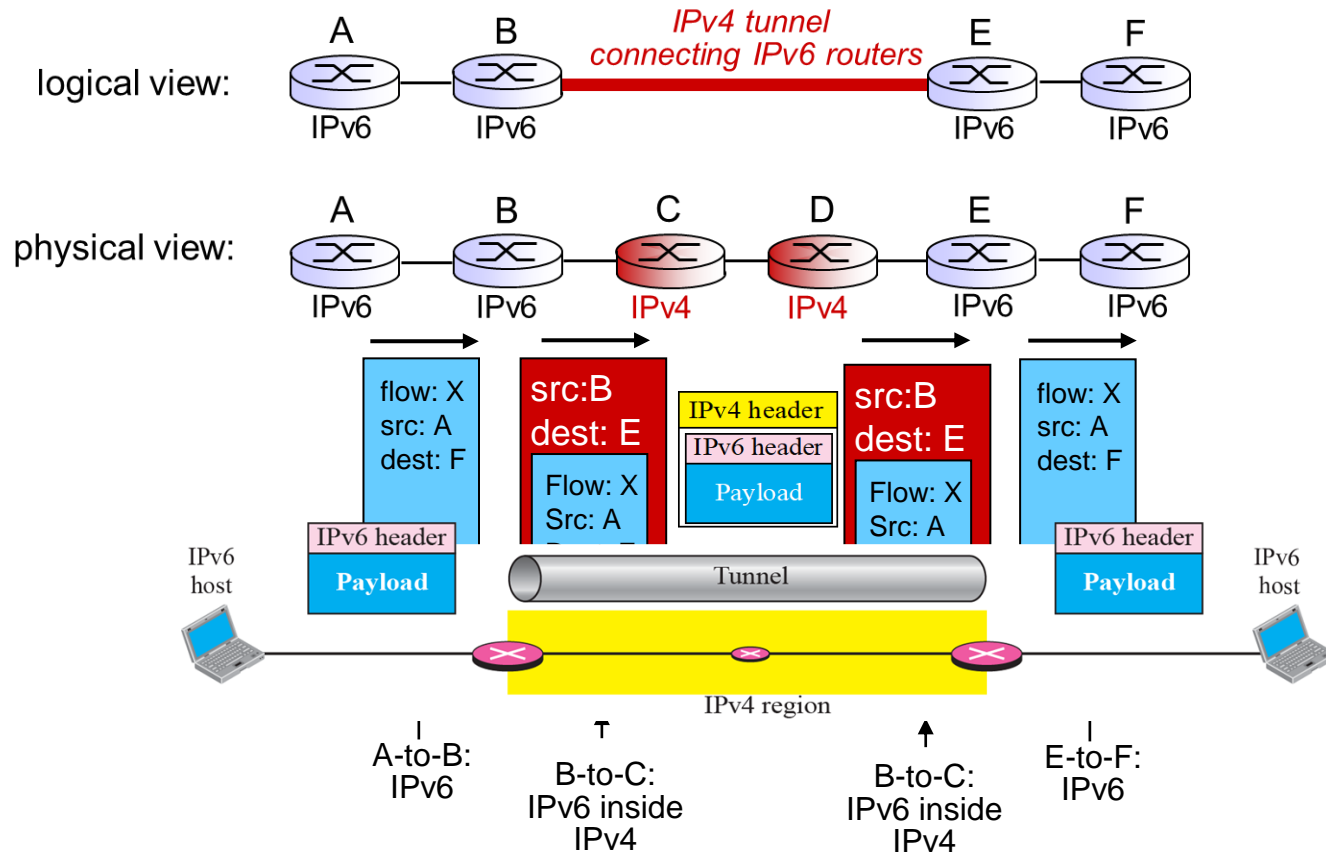 IPv4 tunnel
connecting IPv6 routers
A
B
E
F
logical view:
IPv6
IPv6
IPv6
IPv6
A
B
C
D
E
F
physical view:
IPv6
IPv6
IPv4
IPv4
IPv6
IPv6
flow: X
src: A
dest: F
src:B
dest: E
Flow: X
Src: A
IPv4 header
IPv6 header
Payload
src:B
dest: E
Flow: X
Src: A
flow: X
src: A
dest: F
IPv6 header
Payload
IPv6 header
Payload
IPv6
host
Tunnel
IPv6
host
IPv4 region
A-to-B:
IPv6
B-to-C:
IPv6 inside
IPv4
B-to-C:
IPv6 inside
IPv4
E-to-F:
IPv6